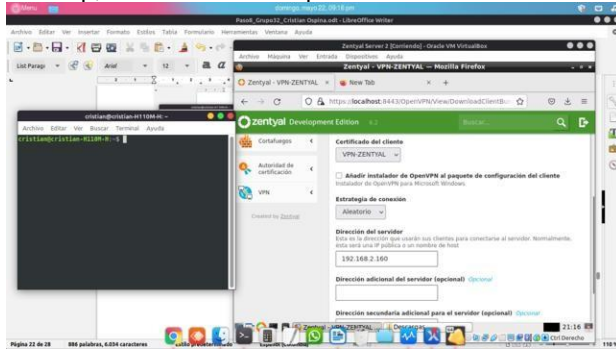 Menu
domingo, mayo 22, 09:16 pm
Paso6_Grupo32_Cristian Ospina.odt - LibreOffice Writer
Archivo Editar Ver Insertar Formato Estilos Tabla Formulario Herramientas Ventana Ayuda
List Paragr
Arial
12
Zentyal Server 2 [Corriendo] - Oracle VM VirtualBox
Archivo Máquina Ver Entrada Dispositivos Ayuda
Zentyal - VPN-ZENTYAL — Mozilla Firefox
Zentyal - VPN-ZENTYAL
New Tab
https://localhost:8443/OpenVPN/View/DownloadClientBu
zentyal Development Edition
Buscar...
Cortafuegos
Autoridad de certificación
VPN
Created by Zentyal
Certificado del cliente
VPN-ZENTYAL
Añadir instalador de OpenVPN al paquete de configuración del cliente
Instalador de OpenVPN para Microsoft Windows
Estrategia de conexión
Aleatorio
Dirección del servidor
Esta es la dirección que usarán sus clientes para conectarse al servidor. Normalmente,
ésta será una IP pública o un nombre de host
192.168.2.160
Dirección adicional del servidor (opcional) Opcional
Dirección secundaria adicional para el servidor (opcional) Opcional
cristian@cristian-H110M-H: ~
Archivo Editar Ver Buscar Terminal Ayuda
cristian@cristian-H110M-H:~$
21:16
Ctrl Derecho
Página 22 de 28
886 palabras, 6.034 caracteres